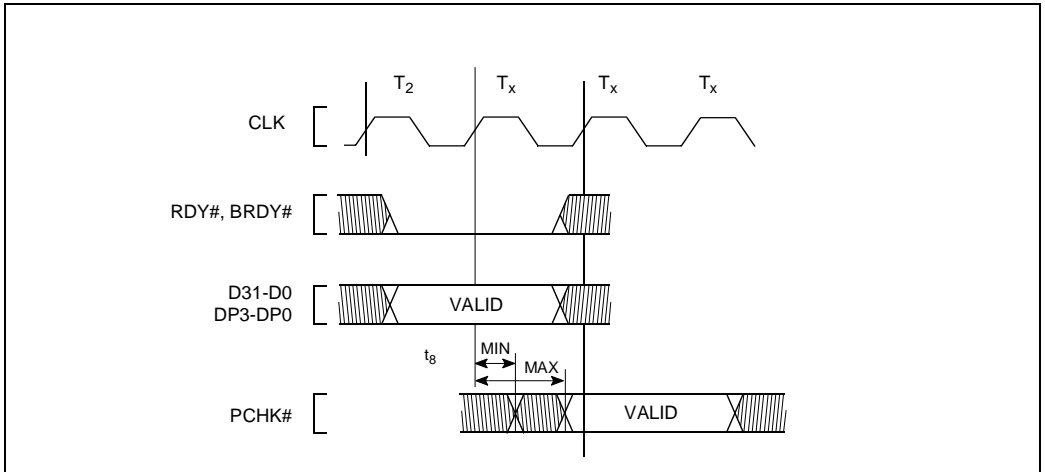 T2 Tx Tx Tx
CLK
RDY#, BRDY#
D31-D0
DP3-DP0
VALID
t8
MIN
MAX
PCHK#
VALID